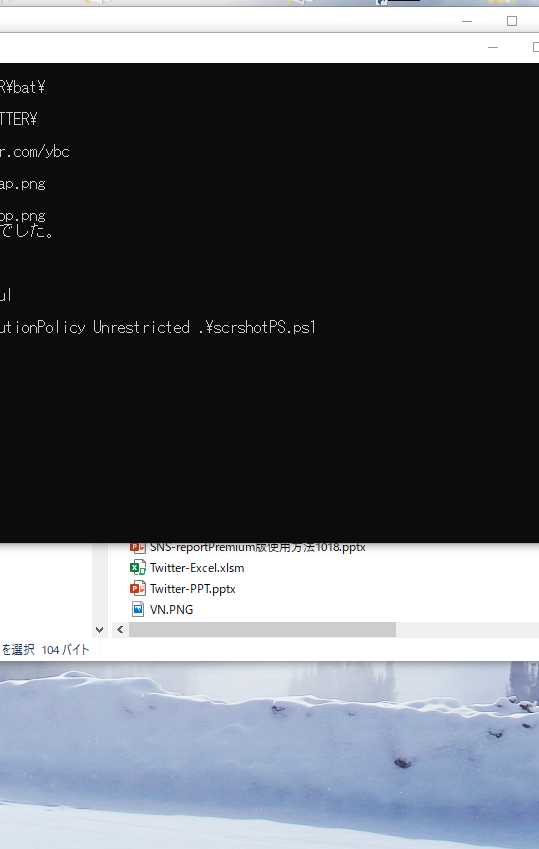 R\bat\
TTER\
r.com/ybc
ap.png
op.png
でした。
ul
utionPolicy Unrestricted .\scrshotPS.ps1
SNS-reportPremium版使用方法1018.pptx
Twitter-Excel.xlsm
Twitter-PPT.pptx
VN.PNG
を選択 104 バイト